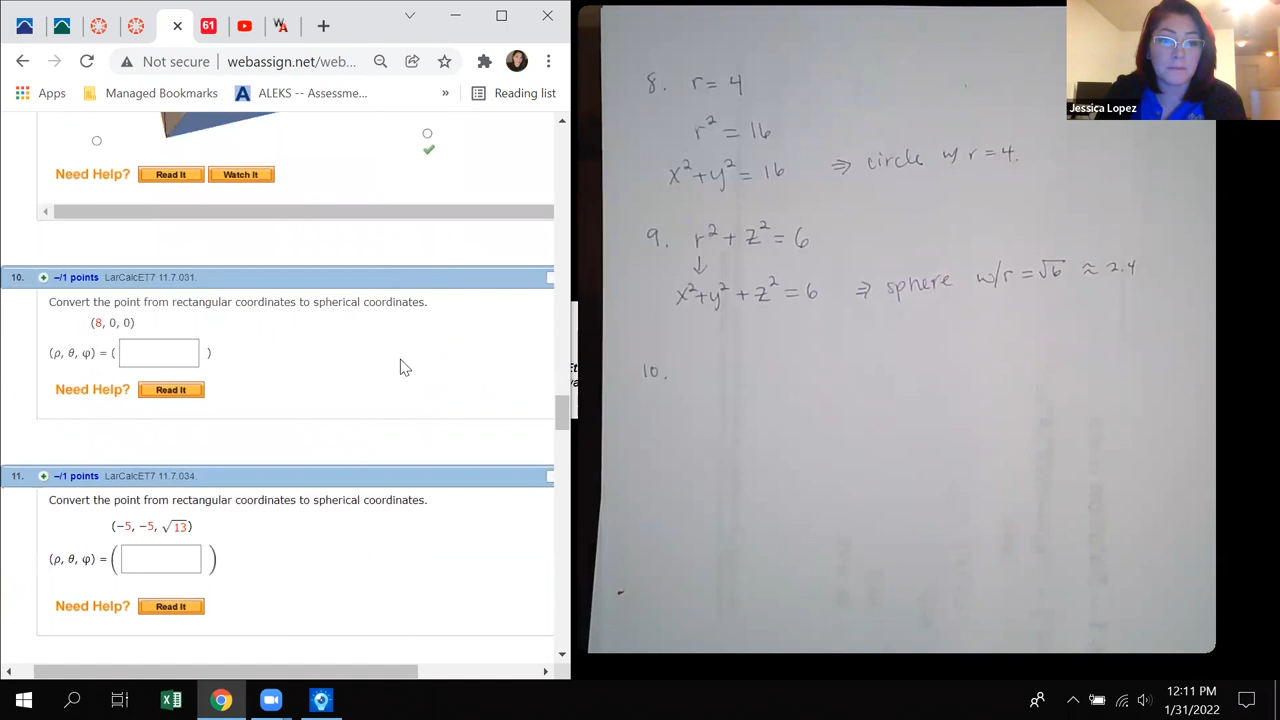 61
Not secure
webassign.net/web...
Apps
Managed Bookmarks
ALEKS -- Assessme...
»
Reading list
Need Help?
Read It
Watch It
10.
–/1 points
LarCalcET7 11.7.031.
Convert the point from rectangular coordinates to spherical coordinates.
(8, 0, 0)
(ρ, θ, φ) = (
)
Need Help?
Read It
11.
–/1 points
LarCalcET7 11.7.034.
Convert the point from rectangular coordinates to spherical coordinates.
(−5, −5, √13)
(ρ, θ, φ) = (
)
Need Help?
Read It
8. r = 4
r² = 16
x² + y² = 16 ⇒ circle w/ r = 4.
9. r² + z² = 6
↓
x² + y² + z² = 6 ⇒ sphere w/r = √6 ≈ 2.4
10.
Jessica Lopez
12:11 PM
1/31/2022